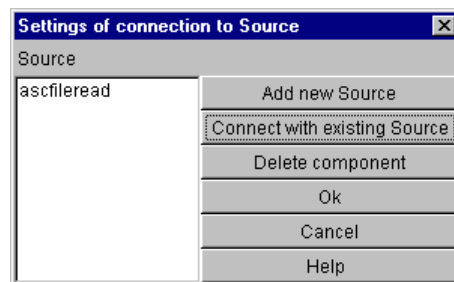 Settings of connection to Source
Source
ascfileread
Add new Source
Connect with existing Source
Delete component
Ok
Cancel
Help